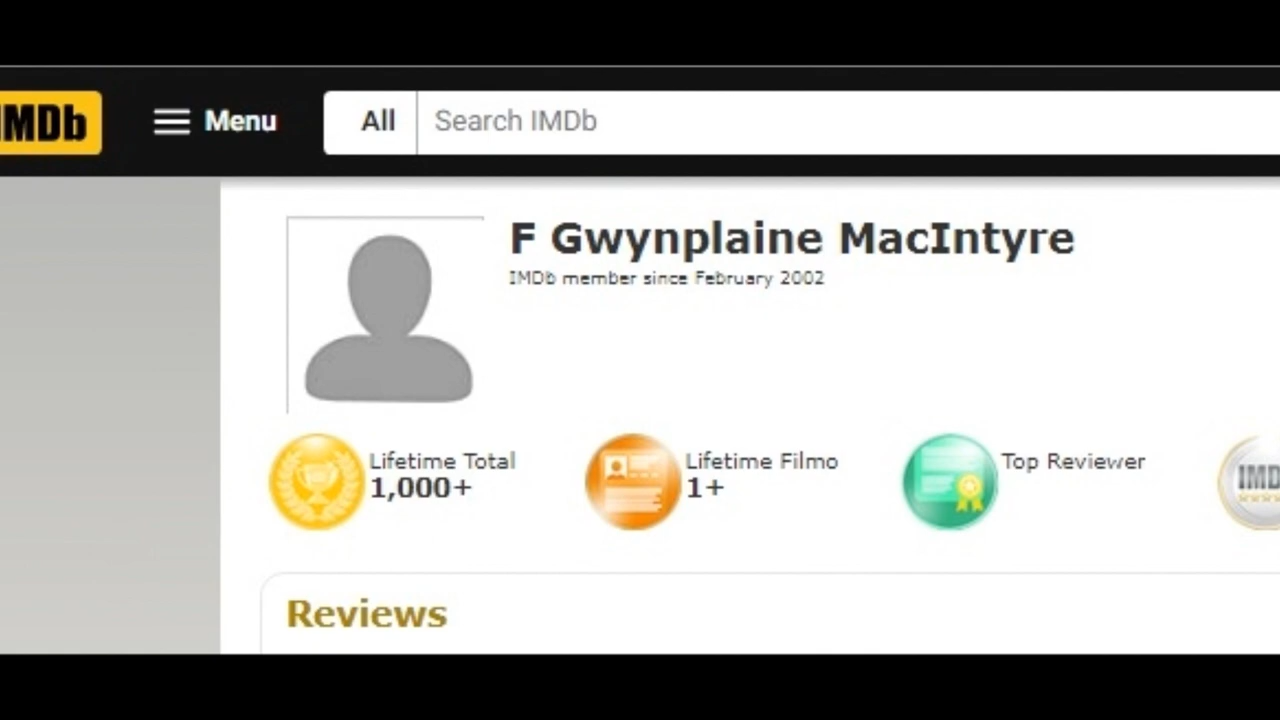 IMDb
Menu
All
Search IMDb
F Gwynplaine MacIntyre
IMDb member since February 2002
Lifetime Total
1,000+
Lifetime Filmo
1+
Top Reviewer
IMD
Reviews